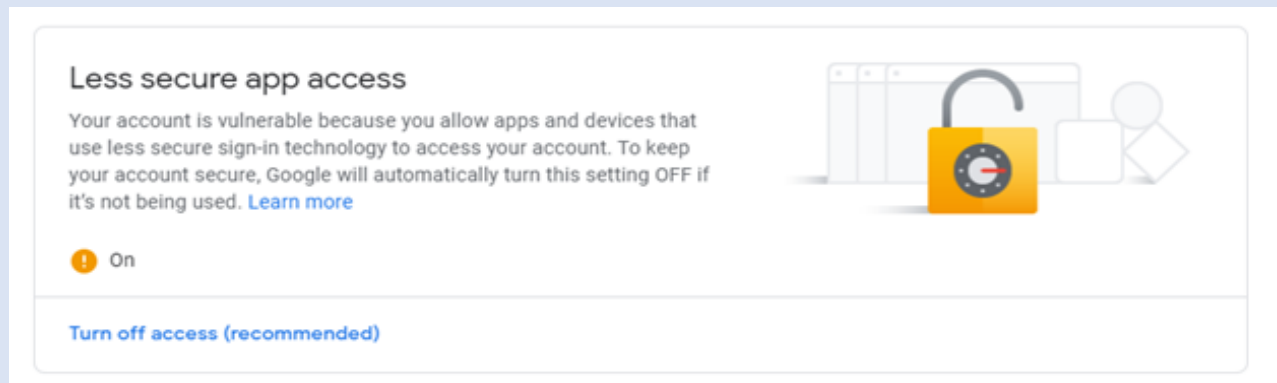 Less secure app access
Your account is vulnerable because you allow apps and devices that
use less secure sign-in technology to access your account. To keep
your account secure, Google will automatically turn this setting OFF if
it's not being used. Learn more
On
Turn off access (recommended)